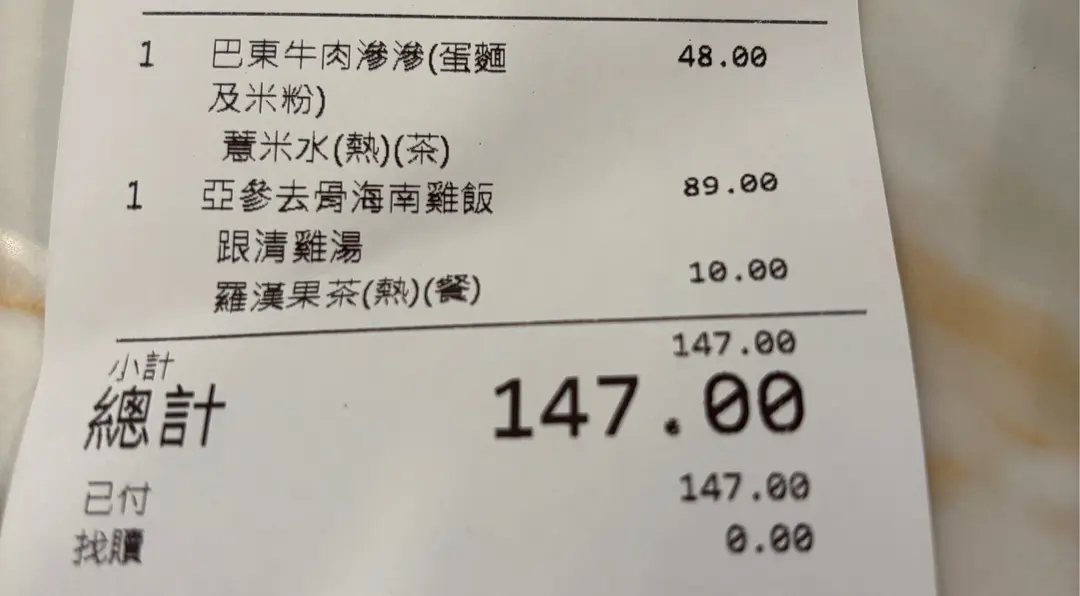 1 巴東牛肉滲滲(蛋麵 48.00
及米粉)
薏米水(熱)(茶)
1 亞參去骨海南雞飯 89.00
跟清雞湯
羅漢果茶(熱)(餐) 10.00
小計 147.00
總計 147.00
已付 147.00
找贖 0.00